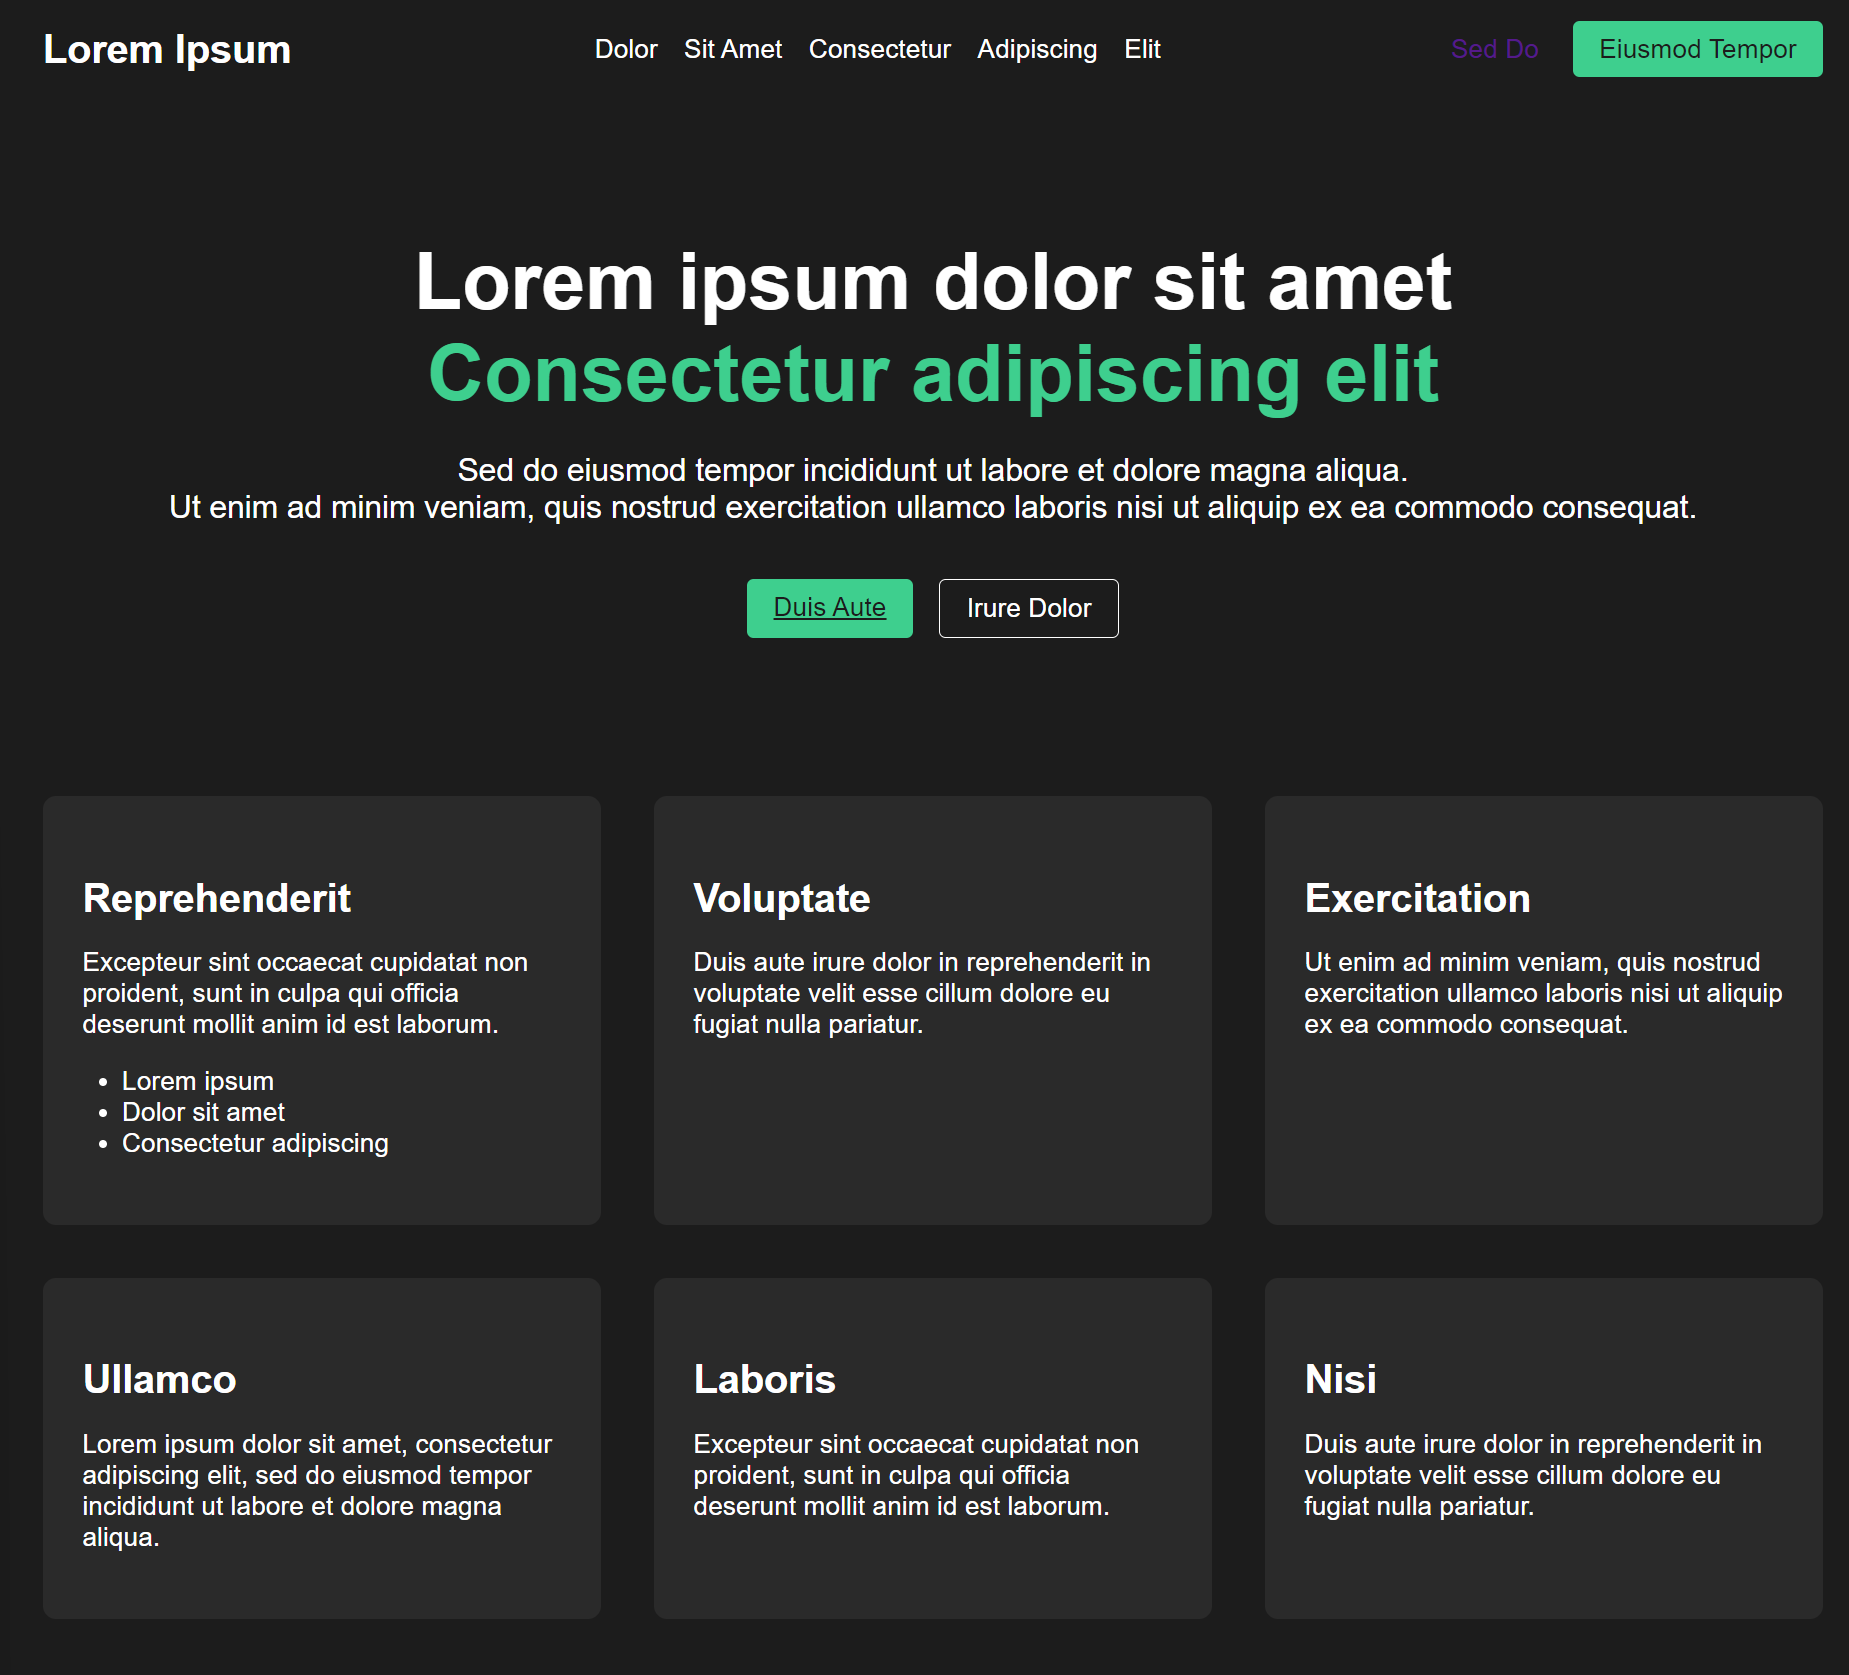 Lorem Ipsum
Dolor Sit Amet Consectetur Adipiscing Elit
Sed Do
Eiusmod Tempor
Lorem ipsum dolor sit amet
Consectetur adipiscing elit
Sed do eiusmod tempor incididunt ut labore et dolore magna aliqua.
Ut enim ad minim veniam, quis nostrud exercitation ullamco laboris nisi ut aliquip ex ea commodo consequat.
Duis Aute
Irure Dolor
Reprehenderit
Excepteur sint occaecat cupidatat non
proident, sunt in culpa qui officia
deserunt mollit anim id est laborum.
• Lorem ipsum
• Dolor sit amet
• Consectetur adipiscing
Voluptate
Duis aute irure dolor in reprehenderit in
voluptate velit esse cillum dolore eu
fugiat nulla pariatur.
Exercitation
Ut enim ad minim veniam, quis nostrud
exercitation ullamco laboris nisi ut aliquip
ex ea commodo consequat.
Ullamco
Lorem ipsum dolor sit amet, consectetur
adipiscing elit, sed do eiusmod tempor
incididunt ut labore et dolore magna
aliqua.
Laboris
Excepteur sint occaecat cupidatat non
proident, sunt in culpa qui officia
deserunt mollit anim id est laborum.
Nisi
Duis aute irure dolor in reprehenderit in
voluptate velit esse cillum dolore eu
fugiat nulla pariatur.